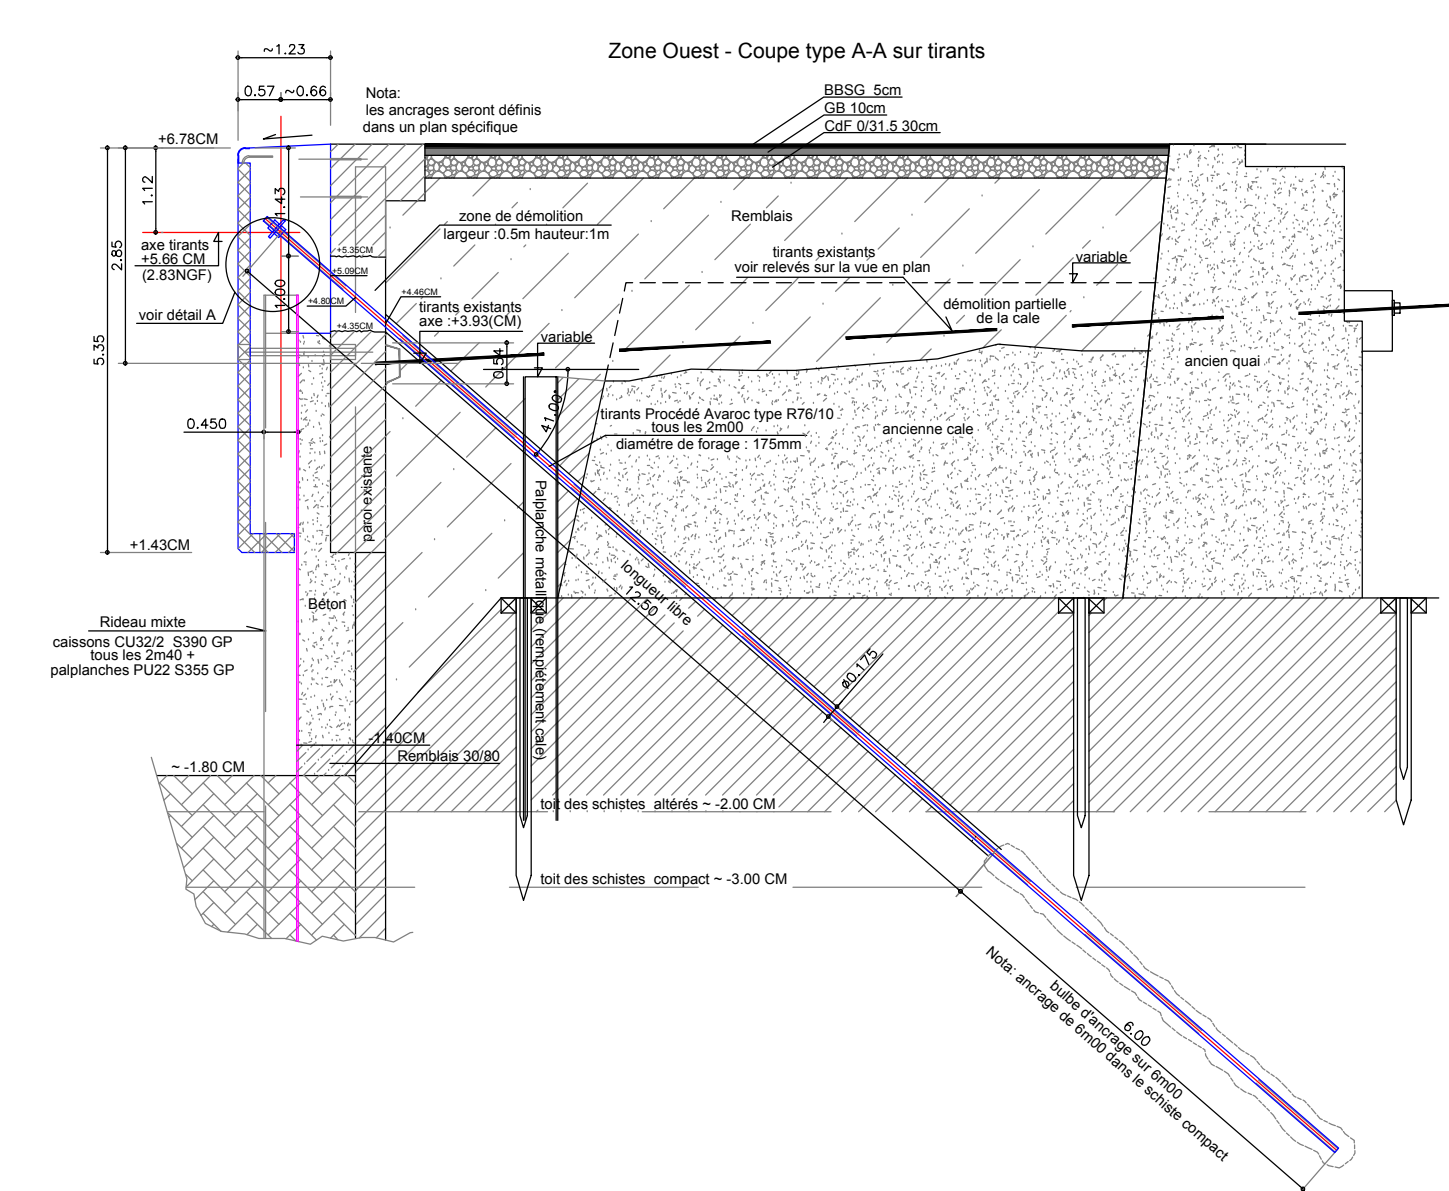 Zone Ouest - Coupe type A-A sur tirants
~1.23
0.57
~0.66
Nota:
les ancrages seront définis
dans un plan spécifique
BBSG 5cm
GB 10cm
CdF 0/31.5 30cm
+6.78CM
1.12
1.43
2.85
5.35
1.00
axe tirants
+5.66 CM
(2.83NGF)
voir détail A
zone de démolition
largeur :0.5m hauteur:1m
Remblais
+5.35CM
+5.09CM
+4.80CM
+4.46CM
+4.35CM
tirants existants
axe :+3.93(CM)
tirants existants
voir relevés sur la vue en plan
variable
démolition partielle
de la cale
variable
0.54
41.00°
ancien quai
0.450
tirants Procédé Avaroc type R76/10
tous les 2m00
diamétre de forage : 175mm
ancienne cale
paroi existante
Palplanche métallique (rempiétement cale)
+1.43CM
longueur libre
12.50
Béton
Rideau mixte
caissons CU32/2 S390 GP
tous les 2m40 +
palplanches PU22 S355 GP
ø0.175
-1.40CM
Remblais 30/80
~ -1.80 CM
toit des schistes altérés ~ -2.00 CM
toit des schistes compact ~ -3.00 CM
6.00
bulbe d'ancrage sur 6m00
Nota: ancrage de 6m00 dans le schiste compact